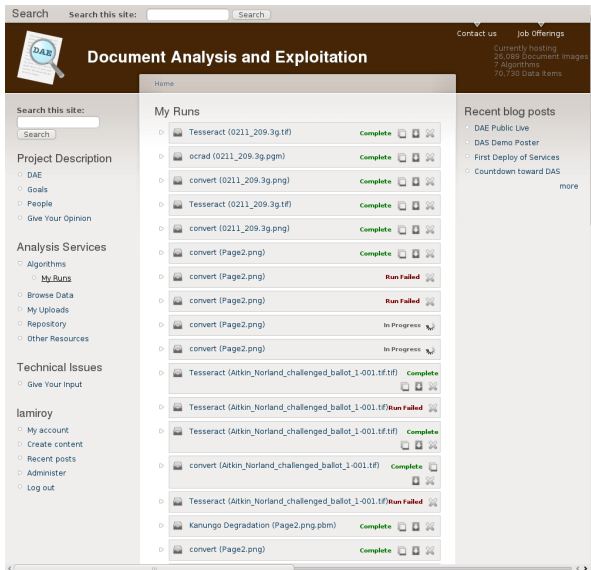 Search
Search this site:
Search
Contact us
Job Offerings
DAE
Document Analysis and Exploitation
Currently hosting
26,089 Document Images
7 Algorithms
70,730 Data Items
Home
Search this site:
Search
Project Description
DAE
Goals
People
Give Your Opinion
Analysis Services
Algorithms
My Runs
Browse Data
My Uploads
Repository
Other Resources
Technical Issues
Give Your Input
lamiroy
My account
Create content
Recent posts
Administer
Log out
My Runs
Tesseract (0211_209.3g.tif) Complete
ocrad (0211_209.3g.pgm) Complete
convert (0211_209.3g.png) Complete
Tesseract (0211_209.3g.tif) Complete
convert (0211_209.3g.png) Complete
convert (Page2.png) Complete
convert (Page2.png) Run Failed
convert (Page2.png) Run Failed
convert (Page2.png) In Progress
convert (Page2.png) In Progress
Tesseract (Aitkin_Norland_challenged_ballot_1-001.tif.tif) Complete
Tesseract (Aitkin_Norland_challenged_ballot_1-001.tif) Run Failed
Tesseract (Aitkin_Norland_challenged_ballot_1-001.tif.tif) Complete
convert (Aitkin_Norland_challenged_ballot_1-001.tif) Complete
Tesseract (Aitkin_Norland_challenged_ballot_1-001.tif) Run Failed
Kanungo Degradation (Page2.png.pbm) Complete
convert (Page2.png) Complete
Recent blog posts
DAE Public Live
DAS Demo Poster
First Deploy of Services
Countdown toward DAS
more